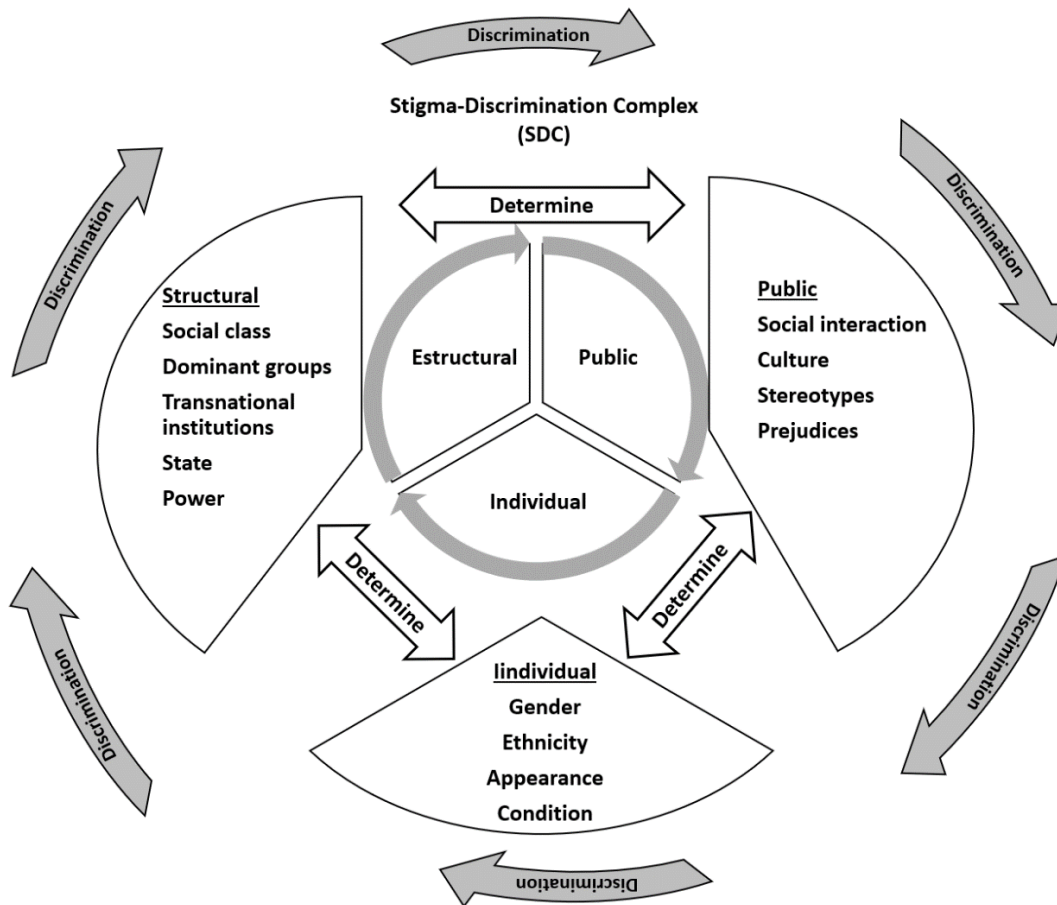 Discrimination
Stigma-Discrimination Complex
(SDC)
Discrimination
Discrimination
Determine
Structural
Social class
Dominant groups
Transnational
institutions
State
Power
Estructural
Public
Individual
Public
Social interaction
Culture
Stereotypes
Prejudices
Determine
Determine
Discrimination
Discrimination
Iindividual
Gender
Ethnicity
Appearance
Condition
Discrimination